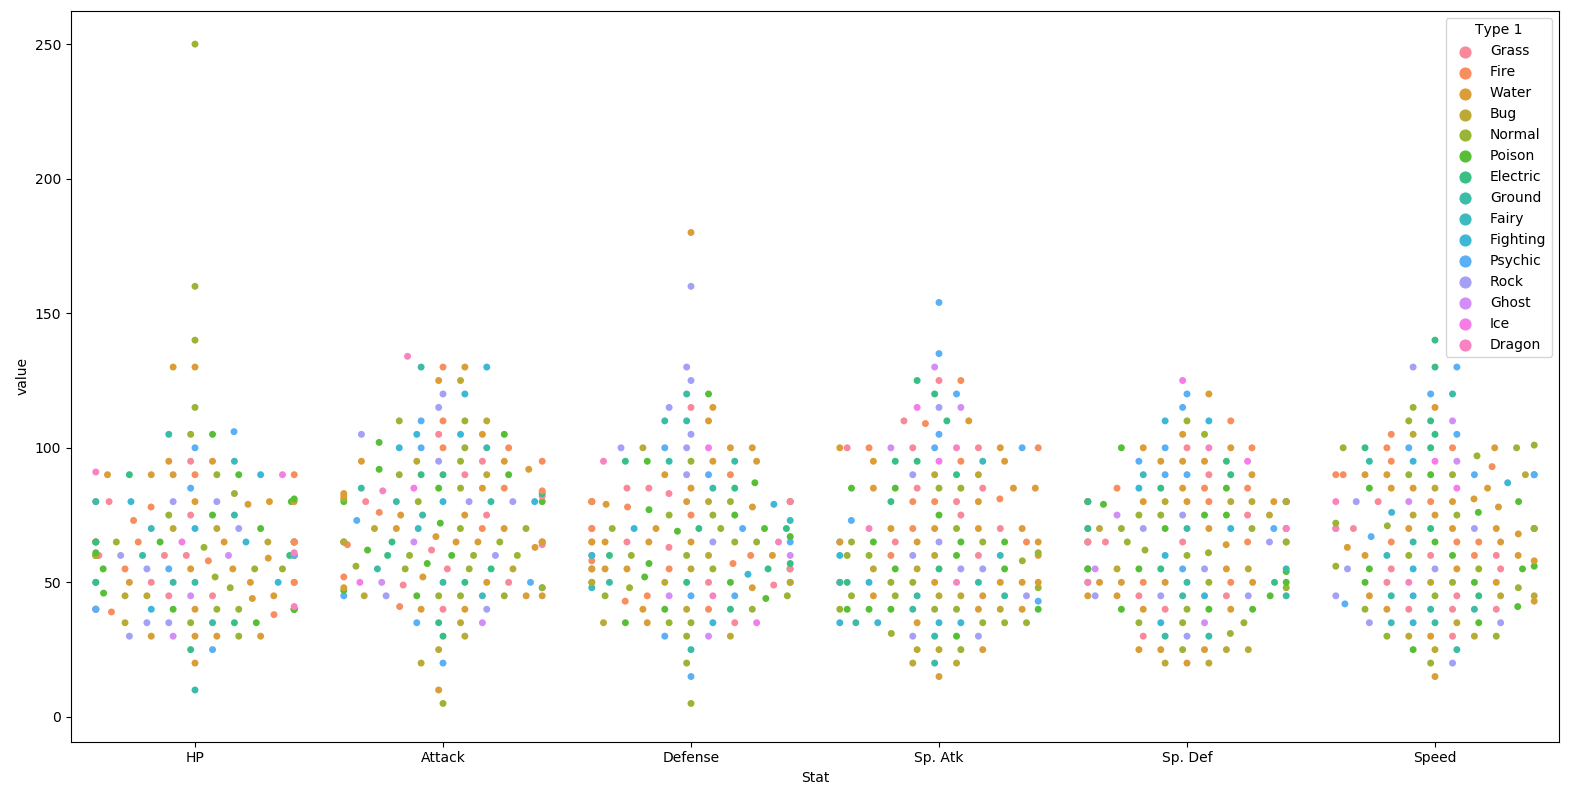 250
200
150
100
50
0
value
HP
Attack
Defense
Sp. Atk
Sp. Def
Speed
Stat
Type 1
Grass
Fire
Water
Bug
Normal
Poison
Electric
Ground
Fairy
Fighting
Psychic
Rock
Ghost
Ice
Dragon